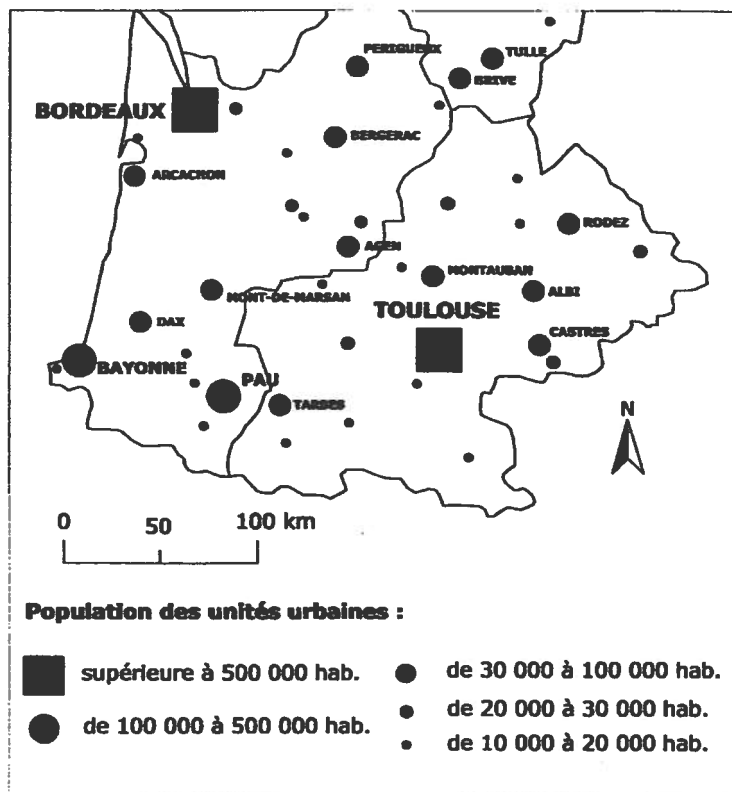 PERIGUEUX
TULLE
BRIVE
BORDEAUX
BERGERAC
ARCACHON
RODEZ
AGEN
MONTAUBAN
MONT-DE-MARSAN
ALBI
TOULOUSE
DAX
CASTRES
BAYONNE
PAU
TARBES
N
0 50 100 km
Population des unités urbaines :
supérieure à 500 000 hab.
de 100 000 à 500 000 hab.
de 30 000 à 100 000 hab.
de 20 000 à 30 000 hab.
de 10 000 à 20 000 hab.